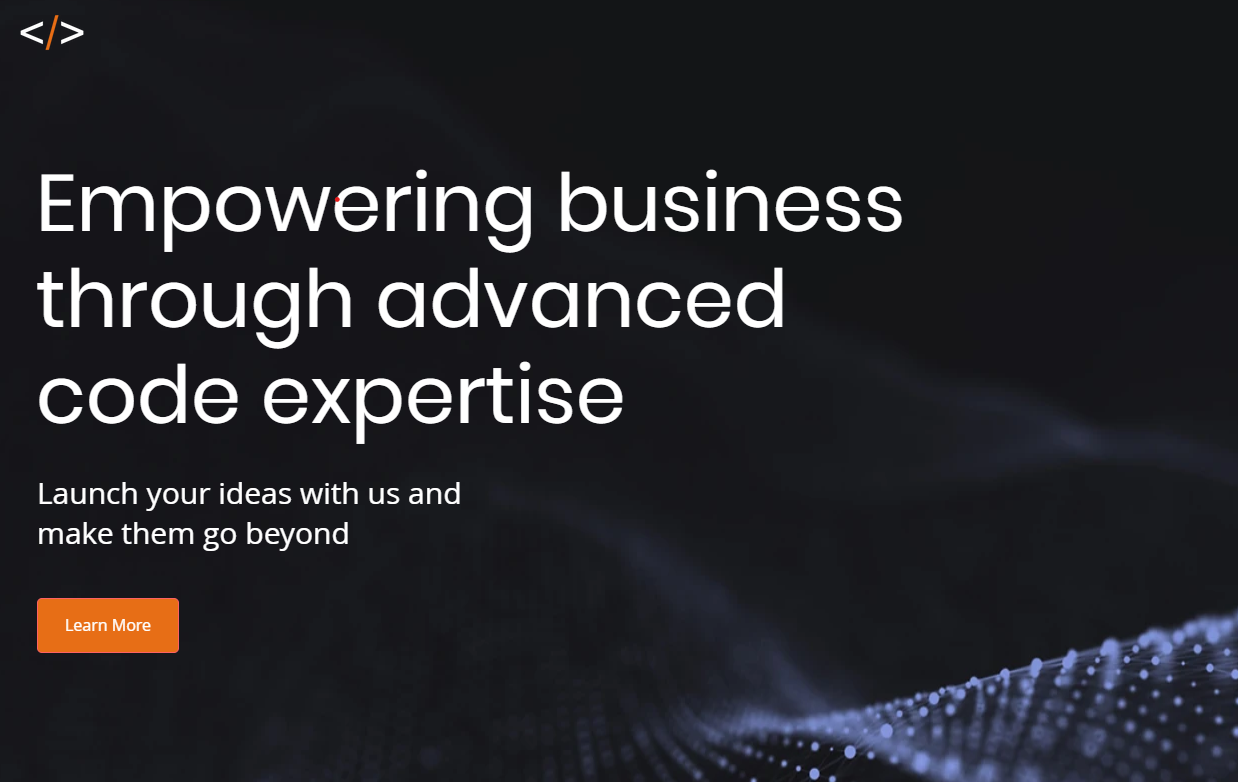 </>
Empowering business
through advanced
code expertise
Launch your ideas with us and
make them go beyond
Learn More